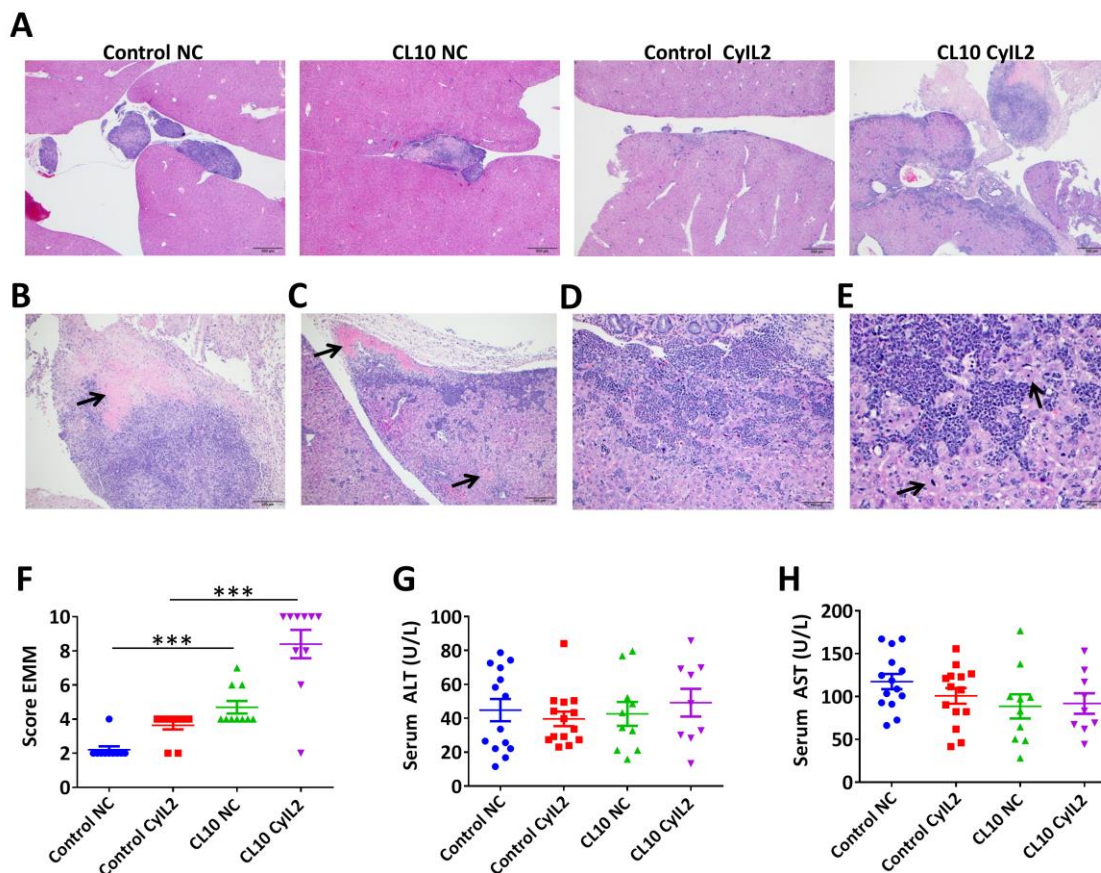 A
Control NC
CL10 NC
Control CyIL2
CL10 CyIL2
B
C
D
E
F
G
H
***
***
Score EMM
10
8
6
4
2
0
Control NC
Control CyIL2
CL10 NC
CL10 CyIL2
Serum ALT (U/L)
100
80
60
40
20
0
Control NC
Control CyIL2
CL10 NC
CL10 CyIL2
Serum AST (U/L)
200
150
100
50
0
Control NC
Control CyIL2
CL10 NC
CL10 CyIL2